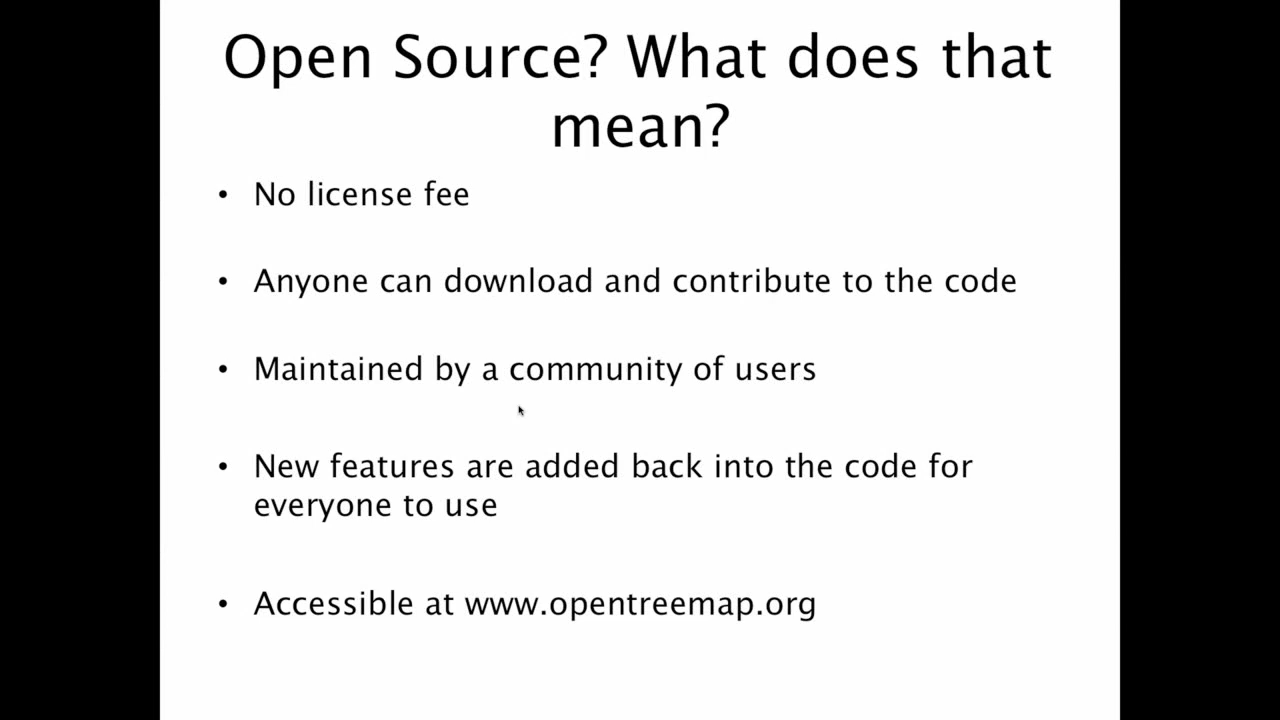 Open Source? What does that
mean?
• No license fee
• Anyone can download and contribute to the code
• Maintained by a community of users
• New features are added back into the code for
everyone to use
• Accessible at www.opentreemap.org